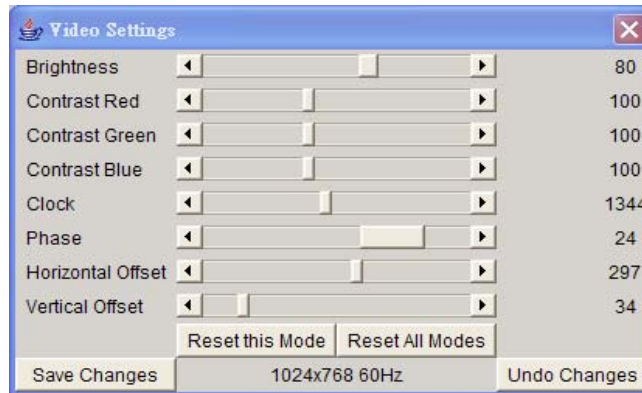 Video Settings
Brightness 80
Contrast Red 100
Contrast Green 100
Contrast Blue 100
Clock 1344
Phase 24
Horizontal Offset 297
Vertical Offset 34
Reset this Mode Reset All Modes
Save Changes 1024x768 60Hz Undo Changes